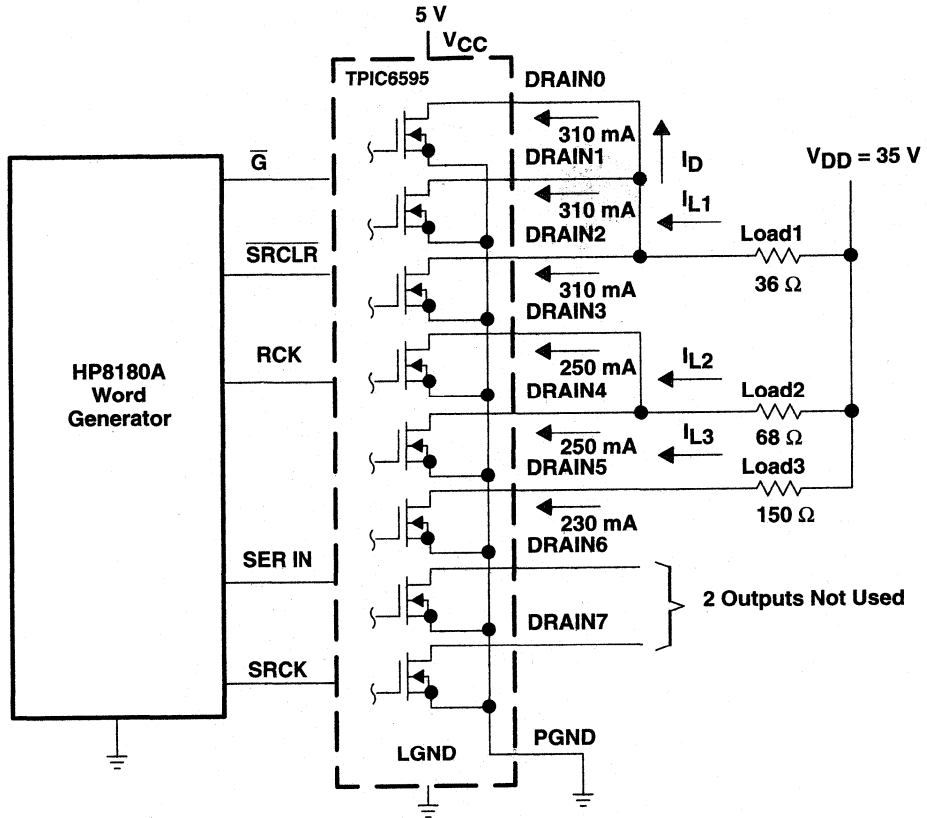 5 V
VCC
TPIC6595
DRAIN0
310 mA
DRAIN1
ID
VDD = 35 V
G̅
310 mA
IL1
DRAIN2
Load1
S̅R̅C̅L̅R̅
310 mA
36 Ω
DRAIN3
RCK
250 mA
IL2
HP8180A
Word
Generator
DRAIN4
Load2
250 mA
IL3
68 Ω
DRAIN5
Load3
150 Ω
230 mA
DRAIN6
SER IN
2 Outputs Not Used
DRAIN7
SRCK
LGND
PGND